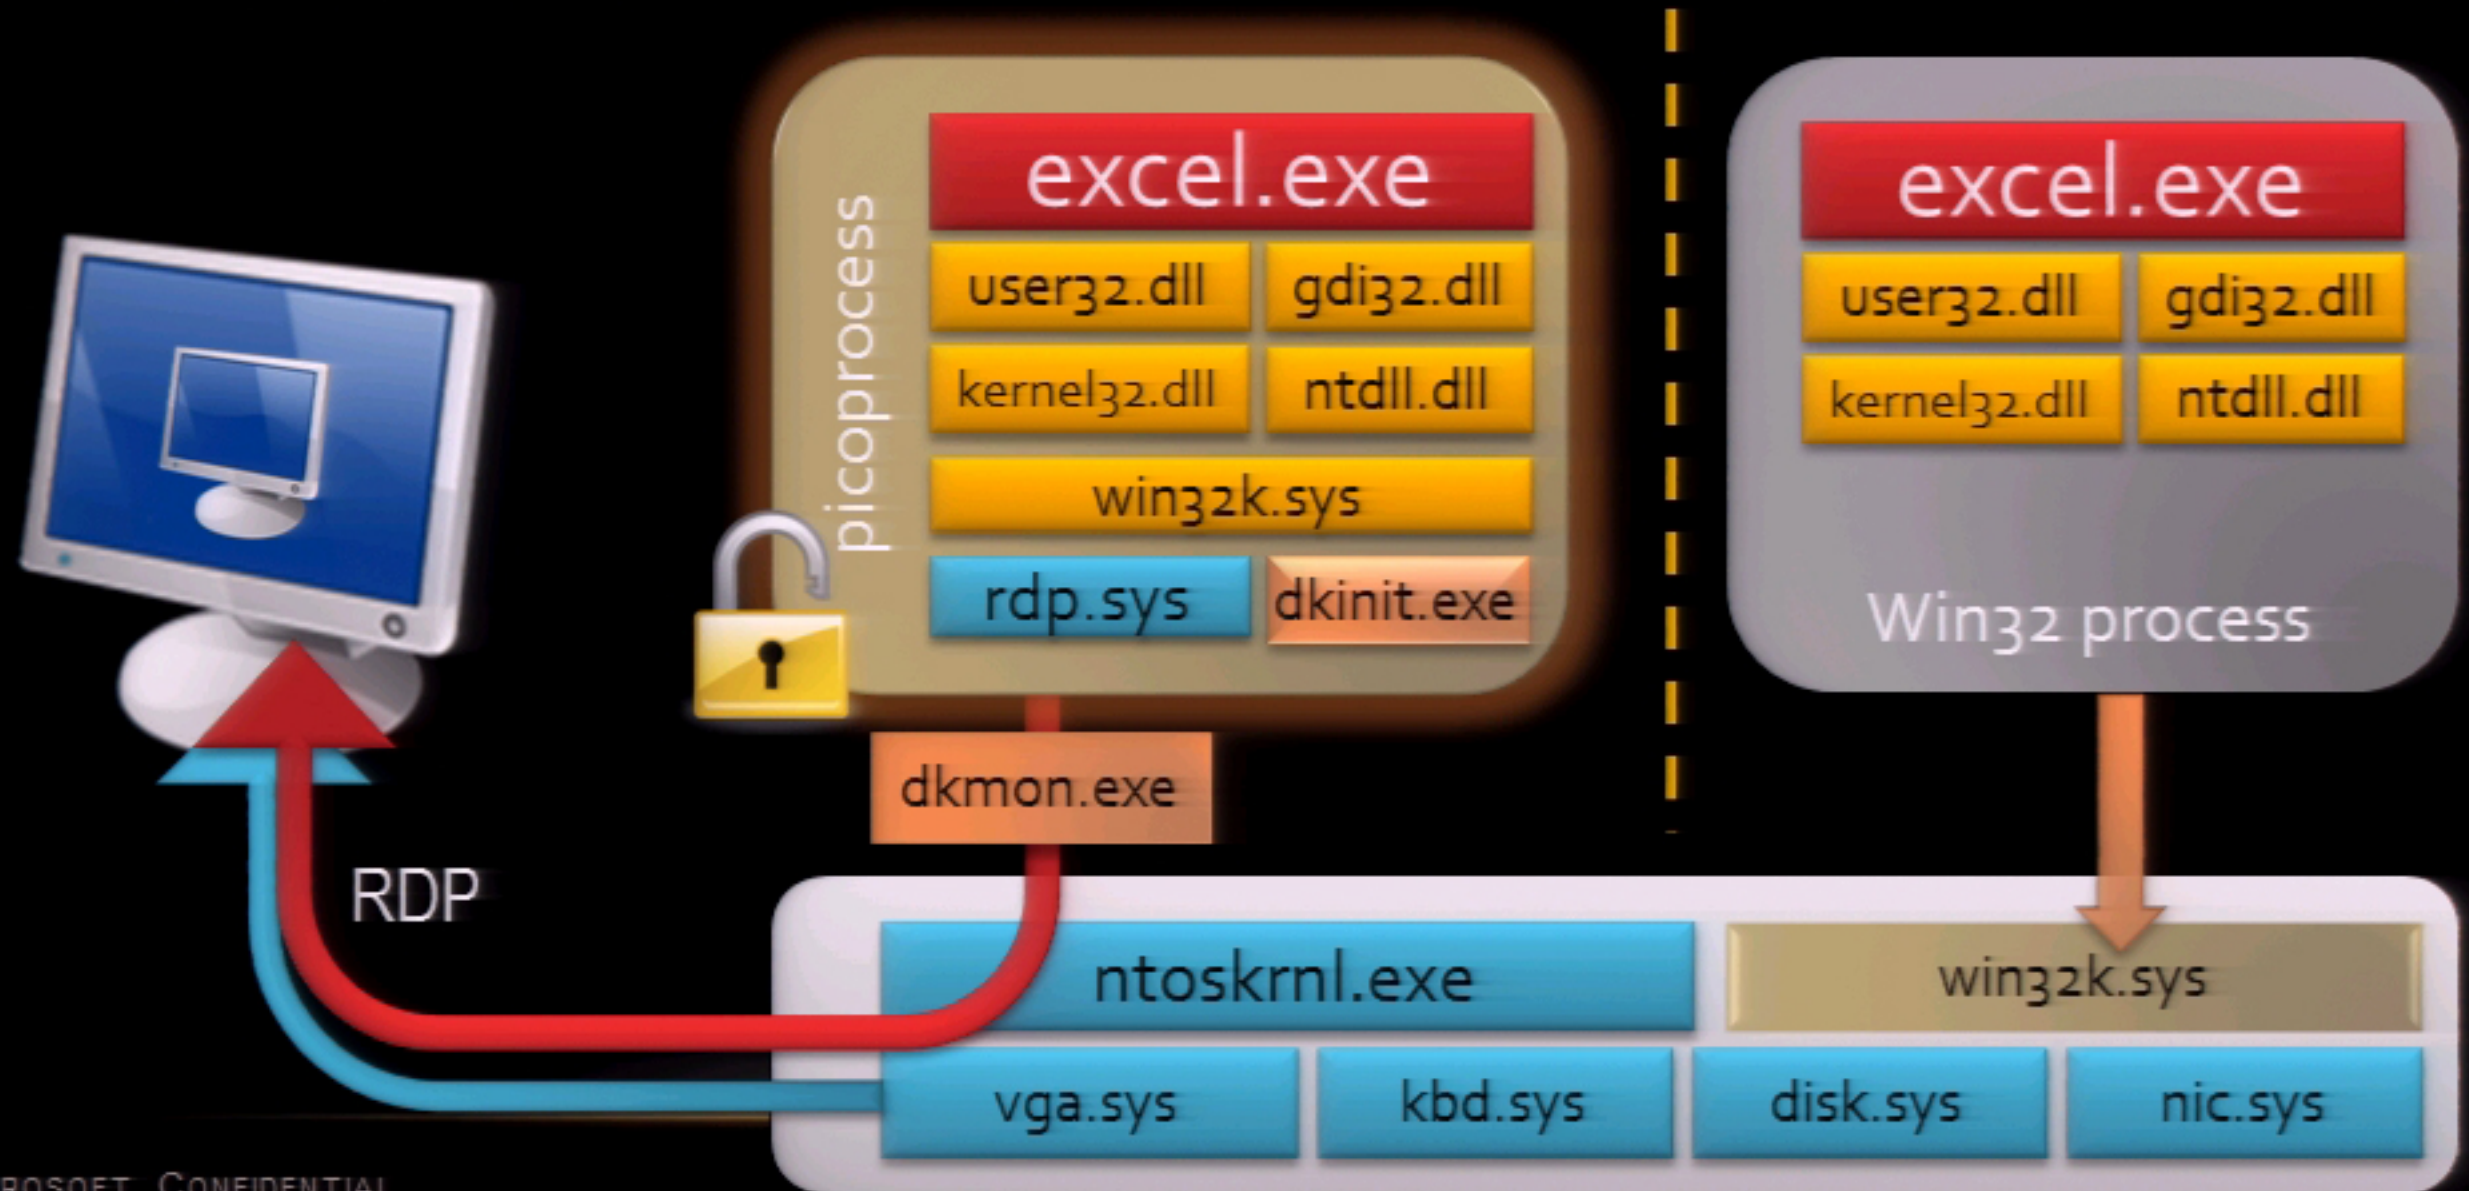 excel.exe
user32.dll gdi32.dll
kernel32.dll ntdll.dll
win32k.sys
rdp.sys dkinit.exe
picoprocess
dkmon.exe
excel.exe
user32.dll gdi32.dll
kernel32.dll ntdll.dll
Win32 process
RDP
ntoskrnl.exe win32k.sys
vga.sys kbd.sys disk.sys nic.sys
ROSOFT CONFIDENTIAL